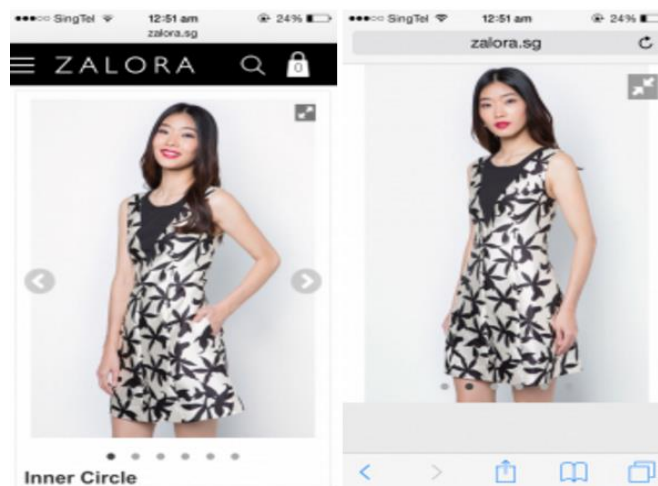 SingTel 12:51 am 24%
zalora.sg
ZALORA
0
Inner Circle
SingTel 12:51 am 24%
zalora.sg